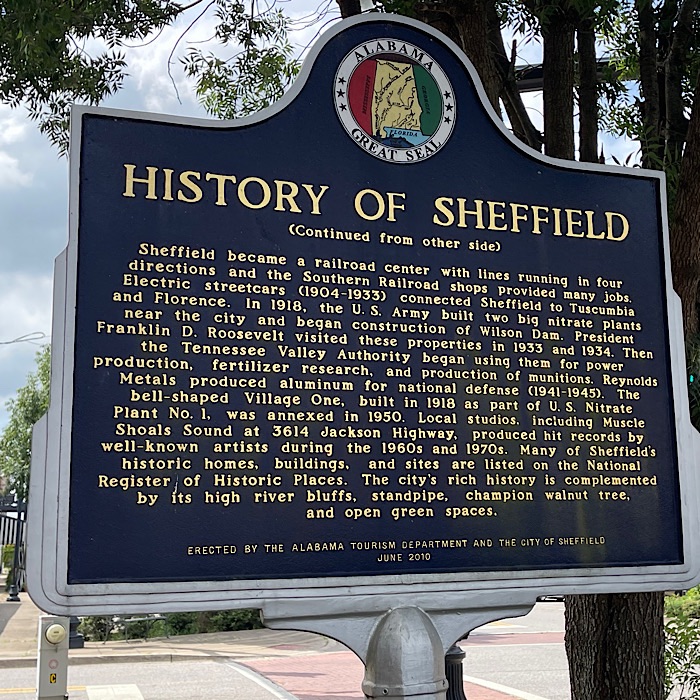 ALABAMA
GREAT SEAL
FLORIDA
HISTORY OF SHEFFIELD
(Continued from other side)
Sheffield became a railroad center with lines running in four
directions and the Southern Railroad shops provided many jobs.
Electric streetcars (1904-1933) connected Sheffield to Tuscumbia
and Florence. In 1918, the U. S. Army built two big nitrate plants
near the city and began construction of Wilson Dam. President
Franklin D. Roosevelt visited these properties in 1933 and 1934. Then
the Tennessee Valley Authority began using them for power
production, fertilizer research, and production of munitions. Reynolds
Metals produced aluminum for national defense (1941-1945). The
bell-shaped Village One, built in 1918 as part of U. S. Nitrate
Plant No. 1, was annexed in 1950. Local studios, including Muscle
Shoals Sound at 3614 Jackson Highway, produced hit records by
well-known artists during the 1960s and 1970s. Many of Sheffield's
historic homes, buildings, and sites are listed on the National
Register of Historic Places. The city's rich history is complemented
by its high river bluffs, standpipe, champion walnut tree,
and open green spaces.
ERECTED BY THE ALABAMA TOURISM DEPARTMENT AND THE CITY OF SHEFFIELD
JUNE 2010